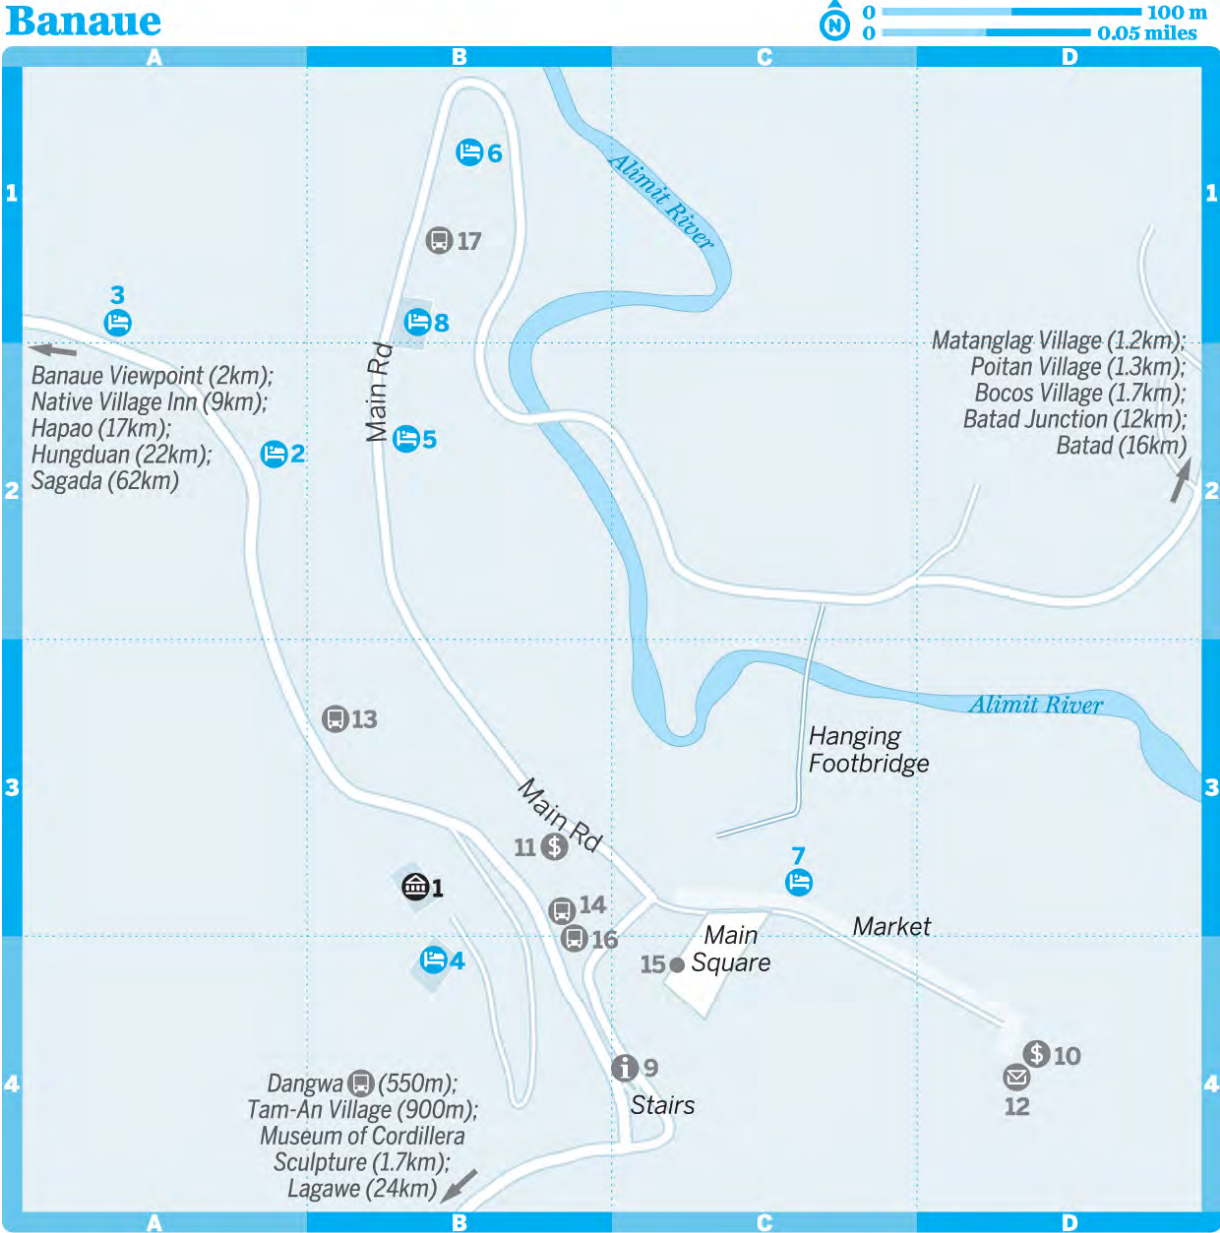 Banaue
N
0 100 m
0 0.05 miles
A B C D
1 1
6
Alimit River
17
3
8
Main Rd
Banaue Viewpoint (2km);
Native Village Inn (9km);
Hapao (17km);
Hungduan (22km);
Sagada (62km)
Matanglag Village (1.2km);
Poitan Village (1.3km);
Bocos Village (1.7km);
Batad Junction (12km);
Batad (16km)
5
2
2 2
Alimit River
13
Hanging
Footbridge
3 3
Main Rd
11 $
7
1
14
Market
16
Main
Square
15
4
$ 10
i 9
12
Stairs
4 4
Dangwa (550m);
Tam-An Village (900m);
Museum of Cordillera
Sculpture (1.7km);
Lagawe (24km)
A B C D